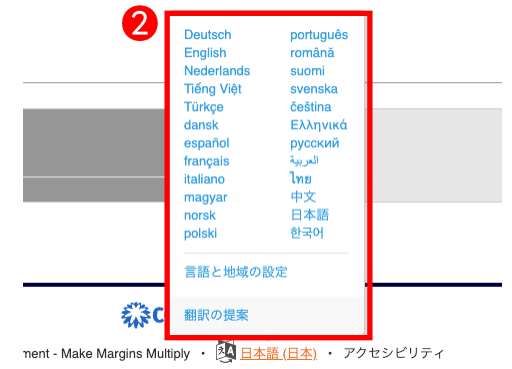 2
Deutsch
English
Nederlands
Tiếng Việt
Türkçe
dansk
español
français
italiano
magyar
norsk
polski
português
română
suomi
svenska
čeština
Ελληνικά
русский
العربية
ไทย
中文
日本語
한국어
言語と地域の設定
翻訳の提案
C
ment - Make Margins Multiply • 日本語 (日本) • アクセシビリティ